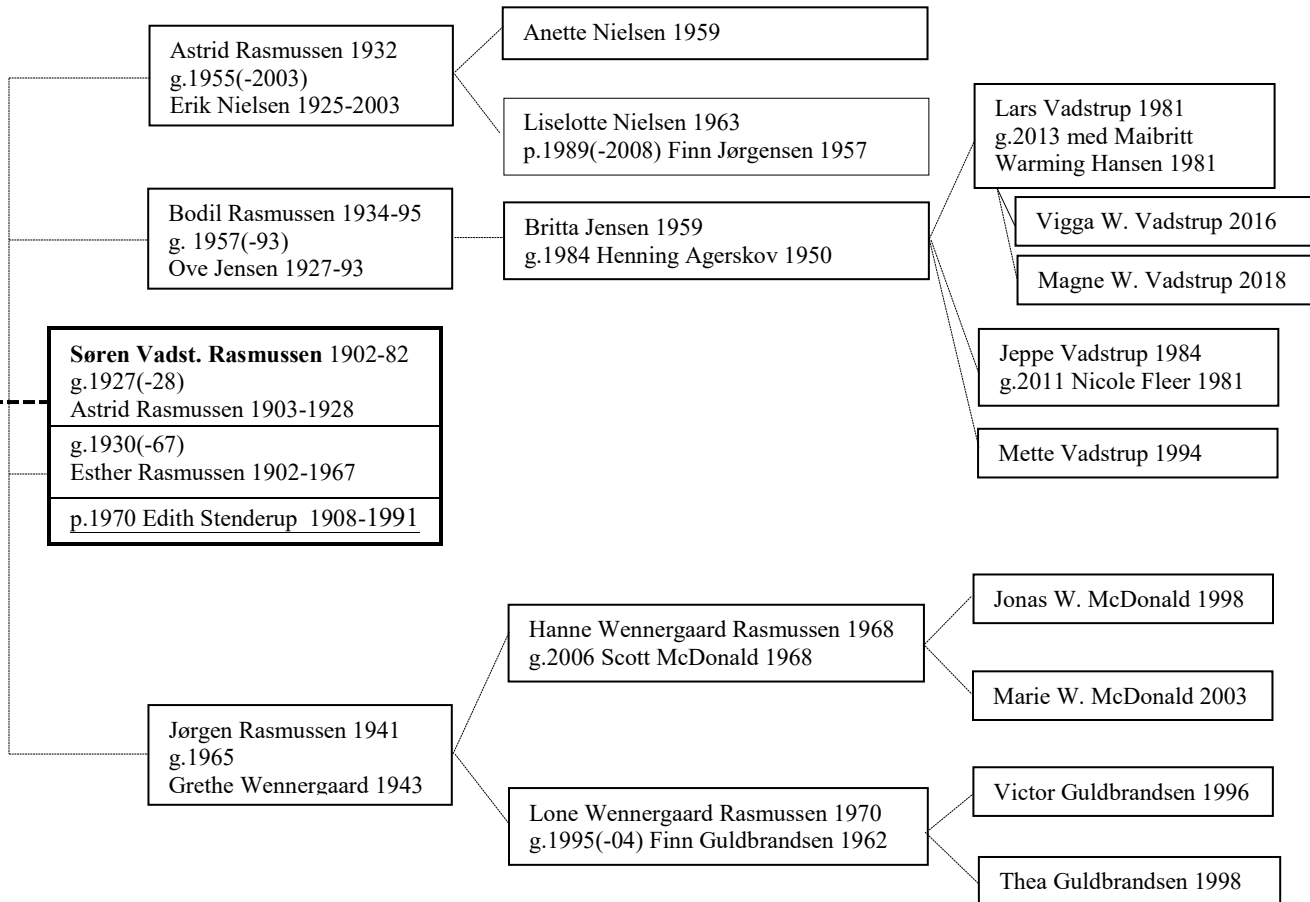 Astrid Rasmussen 1932
g.1955(-2003)
Erik Nielsen 1925-2003
Anette Nielsen 1959
Liselotte Nielsen 1963
p.1989(-2008) Finn Jørgensen 1957
Bodil Rasmussen 1934-95
g. 1957(-93)
Ove Jensen 1927-93
Britta Jensen 1959
g.1984 Henning Agerskov 1950
Lars Vadstrup 1981
g.2013 med Maibritt
Warming Hansen 1981
Vigga W. Vadstrup 2016
Magne W. Vadstrup 2018
Jeppe Vadstrup 1984
g.2011 Nicole Fleer 1981
Mette Vadstrup 1994
Søren Vadst. Rasmussen 1902-82
g.1927(-28)
Astrid Rasmussen 1903-1928
g.1930(-67)
Esther Rasmussen 1902-1967
p.1970 Edith Stenderup 1908-1991
Jørgen Rasmussen 1941
g.1965
Grethe Wennergaard 1943
Hanne Wennergaard Rasmussen 1968
g.2006 Scott McDonald 1968
Jonas W. McDonald 1998
Marie W. McDonald 2003
Lone Wennergaard Rasmussen 1970
g.1995(-04) Finn Guldbrandsen 1962
Victor Guldbrandsen 1996
Thea Guldbrandsen 1998